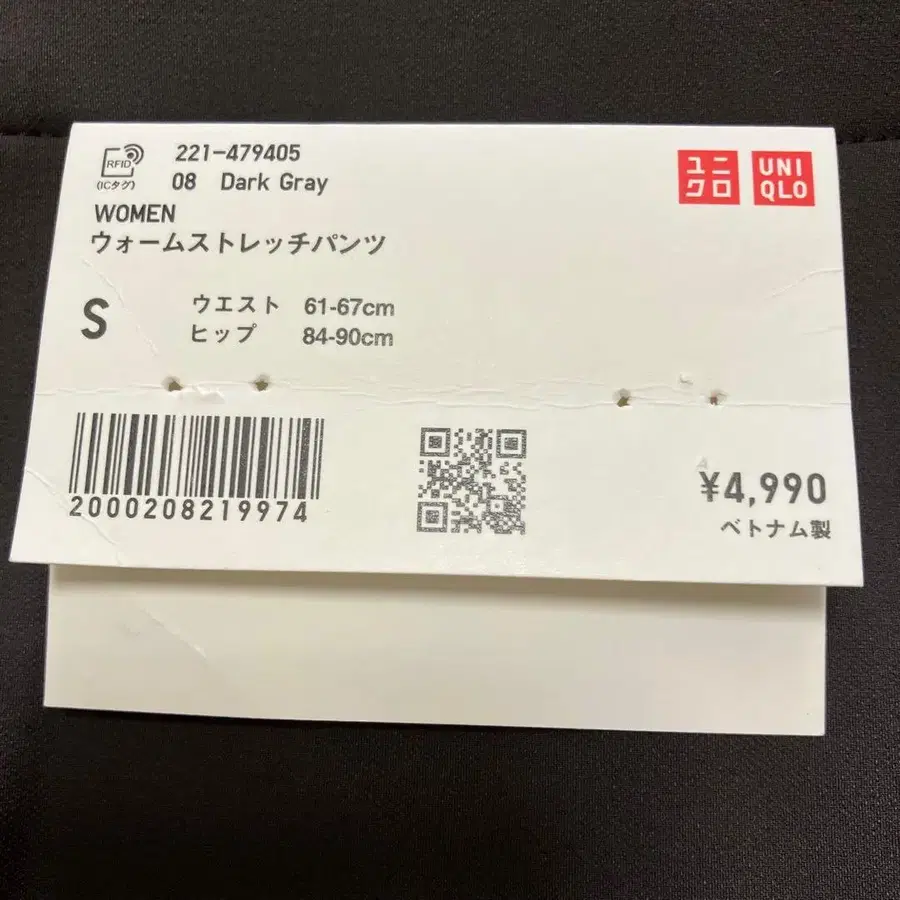 RFID
(ICタグ)
221-479405
08 Dark Gray
WOMEN
ウォームストレッチパンツ
ユニ
クロ
UNI
QLO
S
ウエスト 61-67cm
ヒップ 84-90cm
2000208219974
¥4,990
ベトナム製